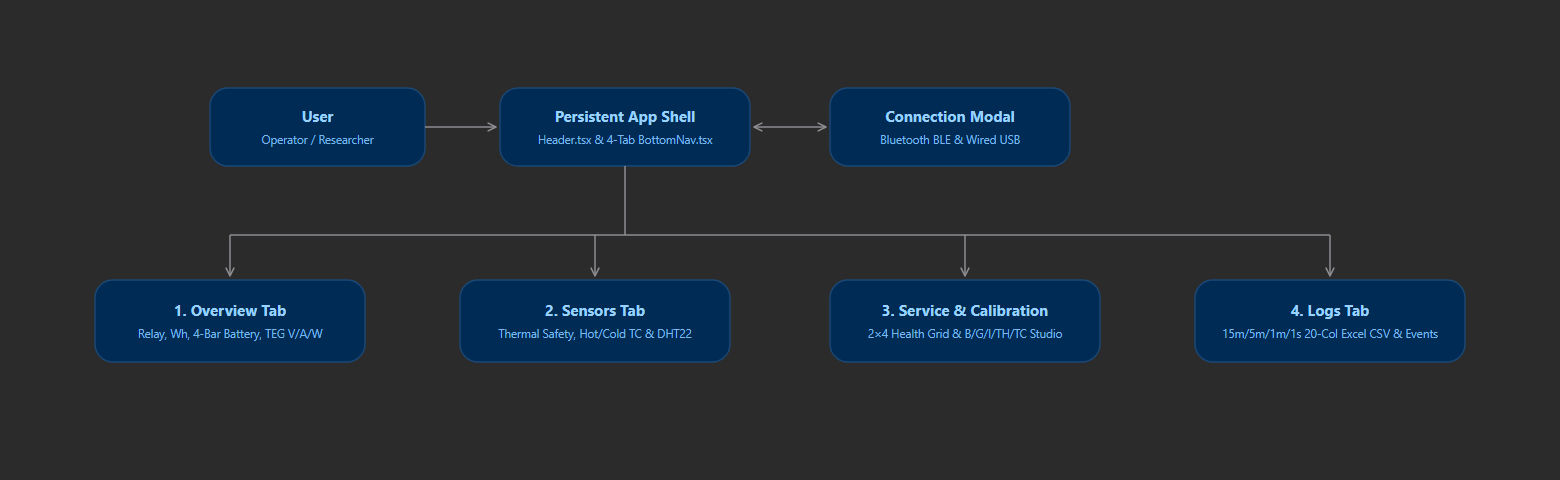 User
Operator / Researcher
Persistent App Shell
Header.tsx & 4-Tab BottomNav.tsx
Connection Modal
Bluetooth BLE & Wired USB
1. Overview Tab
Relay, Wh, 4-Bar Battery, TEG V/A/W
2. Sensors Tab
Thermal Safety, Hot/Cold TC & DHT22
3. Service & Calibration
2×4 Health Grid & B/G/I/TH/TC Studio
4. Logs Tab
15m/5m/1m/1s 20-Col Excel CSV & Events